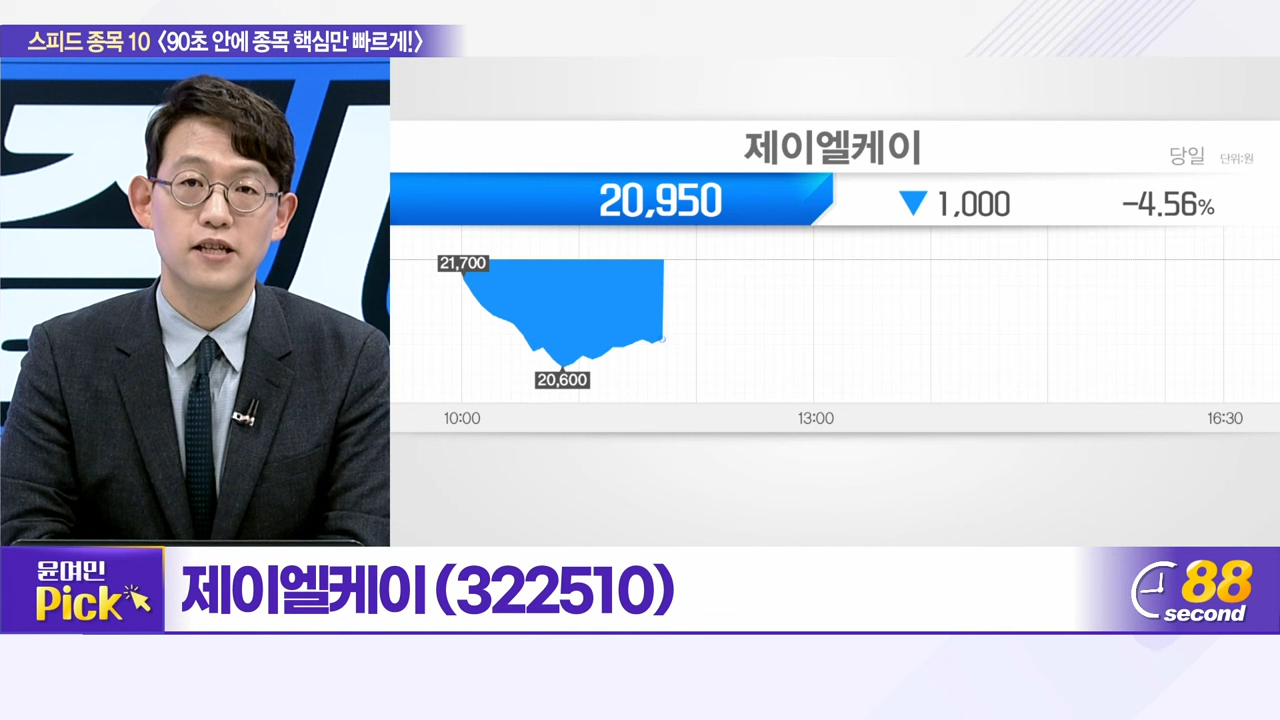 스피드 종목 10 〈90초 안에 종목 핵심만 빠르게!〉
제이엘케이
당일 단위:원
20,950 ▼ 1,000 -4.56%
21,700
20,600
10:00 13:00 16:30
윤여민
Pick
제이엘케이 (322510)
88
second